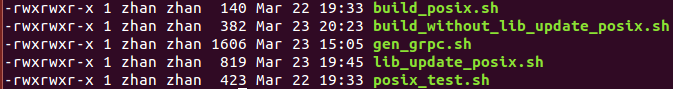 -rwxrwxr-x 1 zhan zhan  140 Mar 22 19:33 build_posix.sh
-rwxrwxr-x 1 zhan zhan  382 Mar 23 20:23 build_without_lib_update_posix.sh
-rwxrwxr-x 1 zhan zhan 1606 Mar 23 15:05 gen_grpc.sh
-rwxrwxr-x 1 zhan zhan  819 Mar 23 19:45 lib_update_posix.sh
-rwxrwxr-x 1 zhan zhan  423 Mar 22 19:33 posix_test.sh